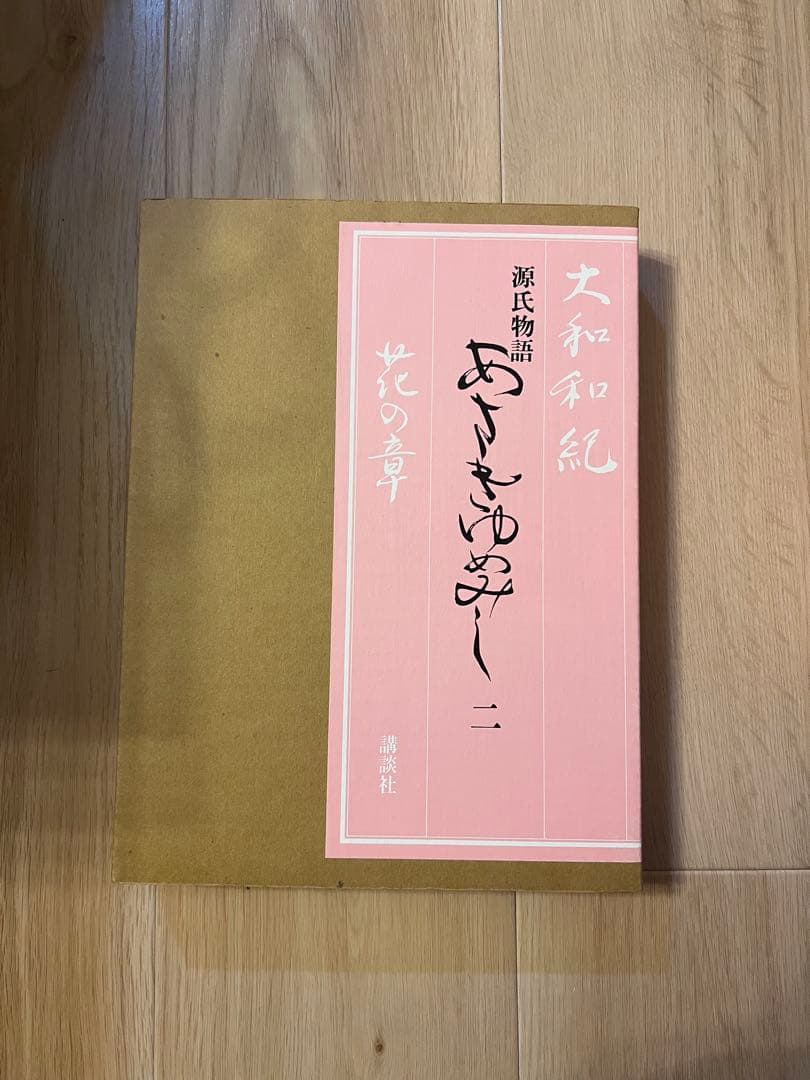 大和和紀
源氏物語
あさきゆめみし 二
花の章
講談社